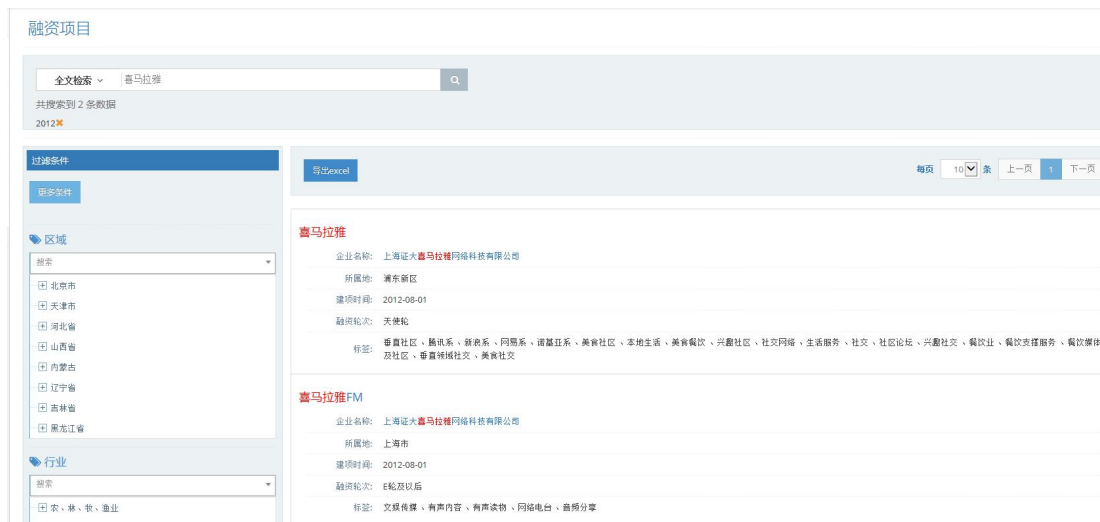 融资项目
全文检索 喜马拉雅
共搜索到 2 条数据
2012✖
过滤条件
更多条件
区域
搜索
北京市
天津市
河北省
山西省
内蒙古
辽宁省
吉林省
黑龙江省
行业
搜索
农、林、牧、渔业
导出excel
每页 10 条 上一页 1 下一页
喜马拉雅
企业名称: 上海证大喜马拉雅网络科技有限公司
所属地: 浦东新区
建项时间: 2012-08-01
融资轮次: 天使轮
标签: 垂直社区、腾讯系、新浪系、网易系、诺基亚系、美食社区、本地生活、美食餐饮、兴趣社区、社交网络、生活服务、社交、社区论坛、兴趣社交、餐饮业、餐饮支撑服务、餐饮媒体
及社区、垂直领域社交、美食社交
喜马拉雅FM
企业名称: 上海证大喜马拉雅网络科技有限公司
所属地: 上海市
建项时间: 2012-08-01
融资轮次: E轮及以后
标签: 文娱传媒、有声内容、有声读物、网络电台、音频分享